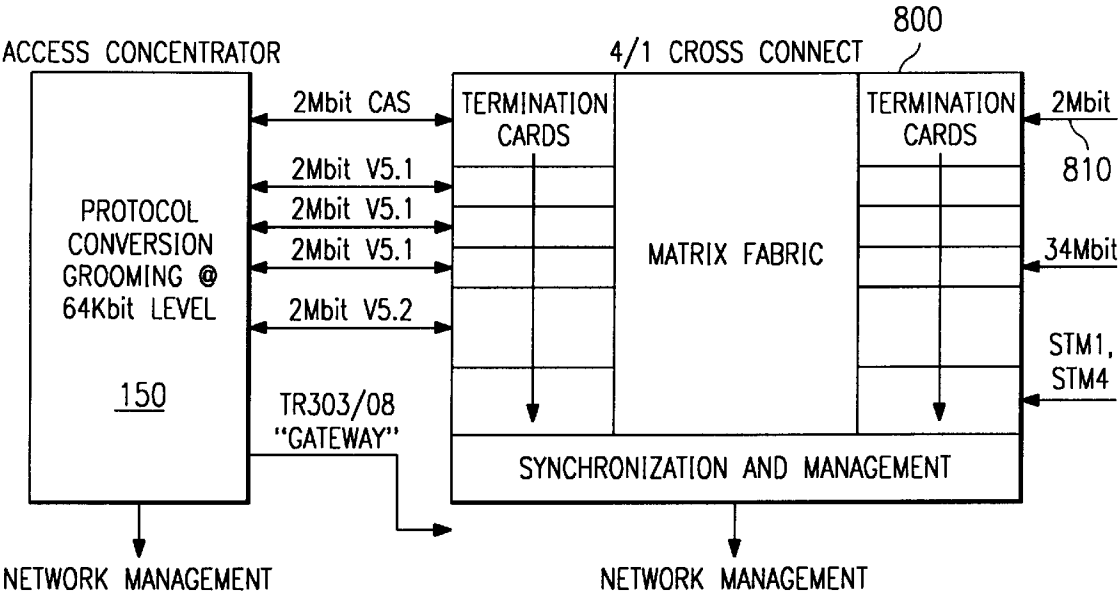 800
ACCESS CONCENTRATOR
4/1 CROSS CONNECT
2Mbit CAS
2Mbit V5.1
2Mbit V5.1
2Mbit V5.1
2Mbit V5.2
PROTOCOL
CONVERSION
GROOMING @
64Kbit LEVEL
150
TR303/08
"GATEWAY"
TERMINATION
CARDS
MATRIX FABRIC
TERMINATION
CARDS
2Mbit
810
34Mbit
STM1,
STM4
SYNCHRONIZATION AND MANAGEMENT
NETWORK MANAGEMENT
NETWORK MANAGEMENT